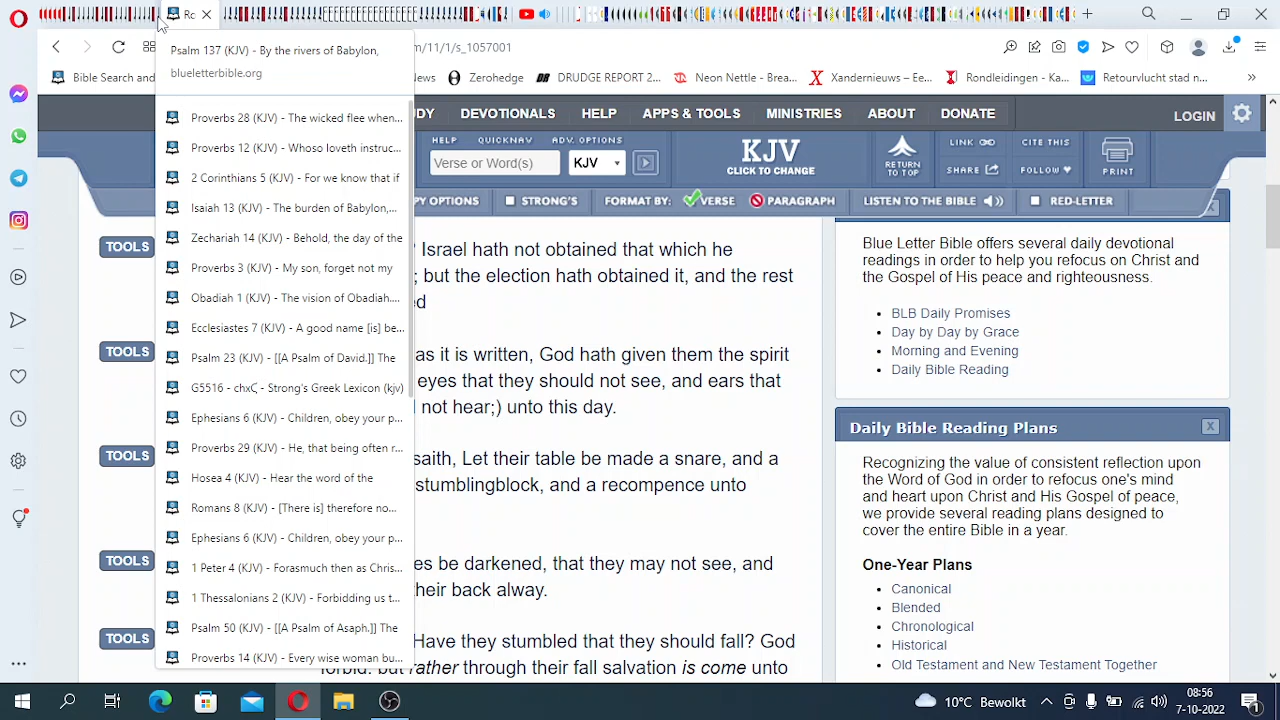 Rc
om/11/1/s_1057001
Psalm 137 (KJV) - By the rivers of Babylon,
blueletterbible.org
Bible Search and
News
Zerohedge
DRUDGE REPORT 2...
Neon Nettle - Brea...
Xandernieuws – Ee...
Rondleidingen - Ka...
Retourvlucht stad n...
Proverbs 28 (KJV) - The wicked flee when...
Proverbs 12 (KJV) - Whoso loveth instruc...
2 Corinthians 5 (KJV) - For we know that if
Isaiah 13 (KJV) - The burden of Babylon,...
Zechariah 14 (KJV) - Behold, the day of the
Proverbs 3 (KJV) - My son, forget not my
Obadiah 1 (KJV) - The vision of Obadiah....
Ecclesiastes 7 (KJV) - A good name [is] be...
Psalm 23 (KJV) - [[A Psalm of David.]] The
G5516 - chxς - Strong's Greek Lexicon (kjv)
Ephesians 6 (KJV) - Children, obey your p...
Proverbs 29 (KJV) - He, that being often r...
Hosea 4 (KJV) - Hear the word of the
Romans 8 (KJV) - [There is] therefore no...
Ephesians 6 (KJV) - Children, obey your p...
1 Peter 4 (KJV) - Forasmuch then as Chris...
1 Thessalonians 2 (KJV) - Forbidding us t...
Psalm 50 (KJV) - [[A Psalm of Asaph.]] The
Proverbs 14 (KJV) - Every wise woman bu...
DY
DEVOTIONALS
HELP
APPS & TOOLS
MINISTRIES
ABOUT
DONATE
LOGIN
HELP
QUICKNAV
ADV. OPTIONS
Verse or Word(s)
KJV
KJV
CLICK TO CHANGE
RETURN
TO TOP
LINK
CITE THIS
SHARE
FOLLOW
PRINT
PY OPTIONS
STRONG'S
FORMAT BY:
VERSE
PARAGRAPH
LISTEN TO THE BIBLE
RED-LETTER
TOOLS
? Israel hath not obtained that which he
; but the election hath obtained it, and the rest
ed
TOOLS
as it is written, God hath given them the spirit
eyes that they should not see, and ears that
not hear;) unto this day.
TOOLS
saith, Let their table be made a snare, and a
stumblingblock, and a recompence unto
TOOLS
es be darkened, that they may not see, and
heir back alway.
TOOLS
Have they stumbled that they should fall? God
forbid: but rather through their fall salvation is come unto
X
Blue Letter Bible offers several daily devotional
readings in order to help you refocus on Christ and
the Gospel of His peace and righteousness.
BLB Daily Promises
Day by Day by Grace
Morning and Evening
Daily Bible Reading
Daily Bible Reading Plans
X
Recognizing the value of consistent reflection upon
the Word of God in order to refocus one's mind
and heart upon Christ and His Gospel of peace,
we provide several reading plans designed to
cover the entire Bible in a year.
One-Year Plans
Canonical
Blended
Chronological
Historical
Old Testament and New Testament Together
10°C Bewolkt
08:56
7-10-2022
1